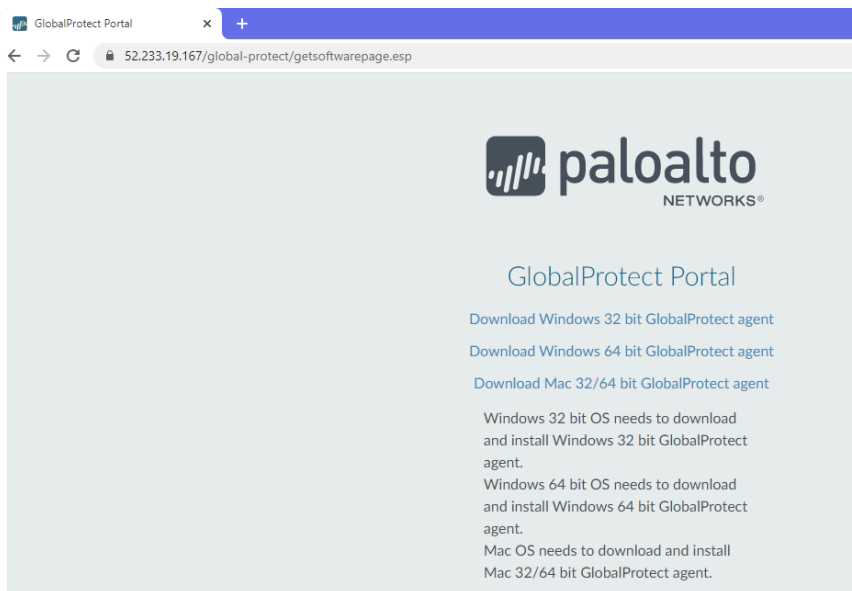 GlobalProtect Portal
52.233.19.167/global-protect/getsoftwarepage.esp
paloalto
NETWORKS®
GlobalProtect Portal
Download Windows 32 bit GlobalProtect agent
Download Windows 64 bit GlobalProtect agent
Download Mac 32/64 bit GlobalProtect agent
Windows 32 bit OS needs to download
and install Windows 32 bit GlobalProtect
agent.
Windows 64 bit OS needs to download
and install Windows 64 bit GlobalProtect
agent.
Mac OS needs to download and install
Mac 32/64 bit GlobalProtect agent.